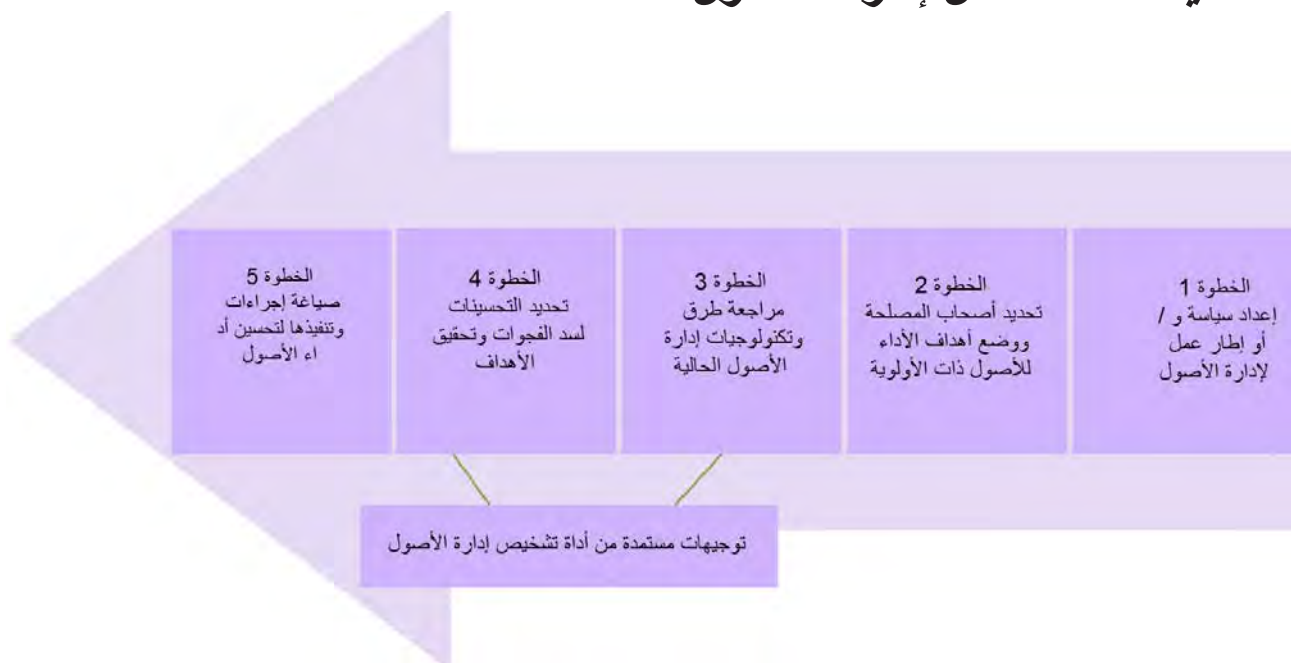 الخطوة 1
إعداد سياسة و /
أو إطار عمل
لإدارة الأصول
الخطوة 2
تحديد أصحاب المصلحة
ووضع أهداف الأداء
للأصول ذات الأولوية
الخطوة 3
مراجعة طرق
وتكنولوجيات إدارة
الأصول الحالية
الخطوة 4
تحديد التحسينات
لسد الفجوات وتحقيق
الأهداف
الخطوة 5
صياغة إجراءات
وتنفيذها لتحسين أد
اء الأصول
توجيهات مستمدة من أداة تشخيص إدارة الأصول